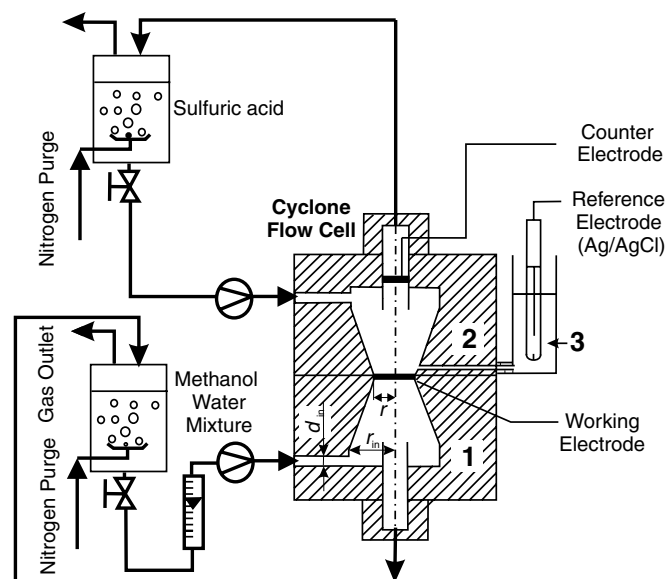 Sulfuric acid
Nitrogen Purge
Counter
Electrode
Reference
Electrode
(Ag/AgCl)
Cyclone
Flow Cell
2
3
Gas Outlet
Methanol
Water
Mixture
d in
r
r in
Working
Electrode
1
Nitrogen Purge